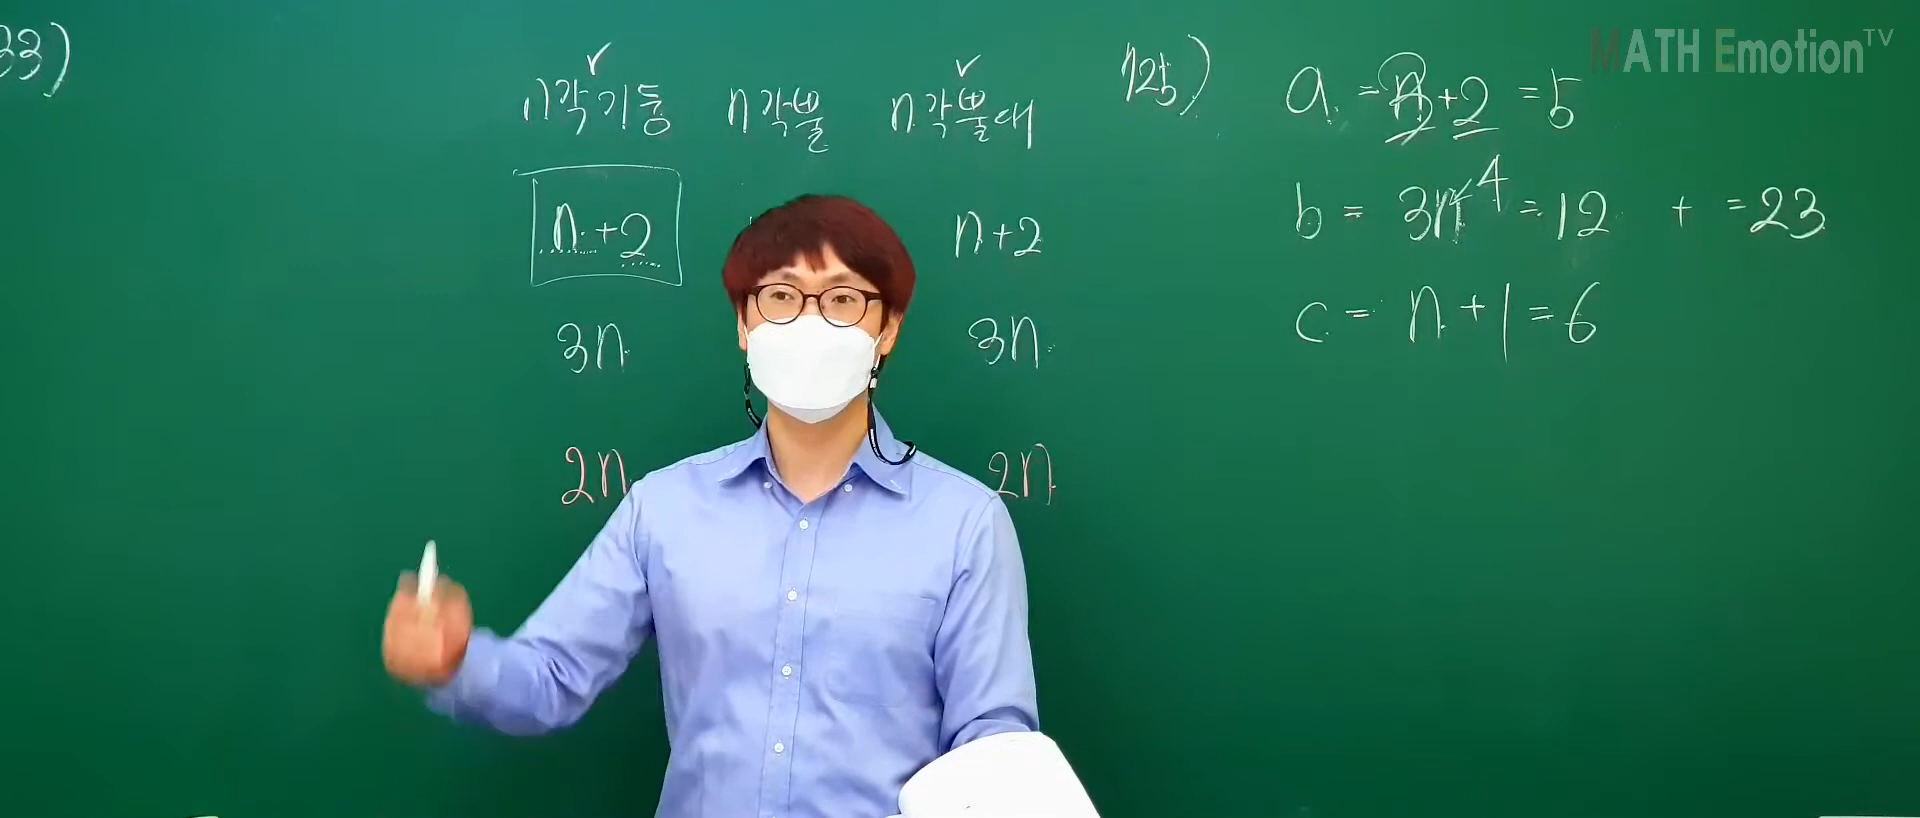 33)
n각기둥 n각뿔 n각뿔대
n+2 n+2
3n 3n
2n 2n
125)
a = n+2 = 5
b = 3n 4 = 12 + = 23
c = n+1 = 6
MATH Emotion TV